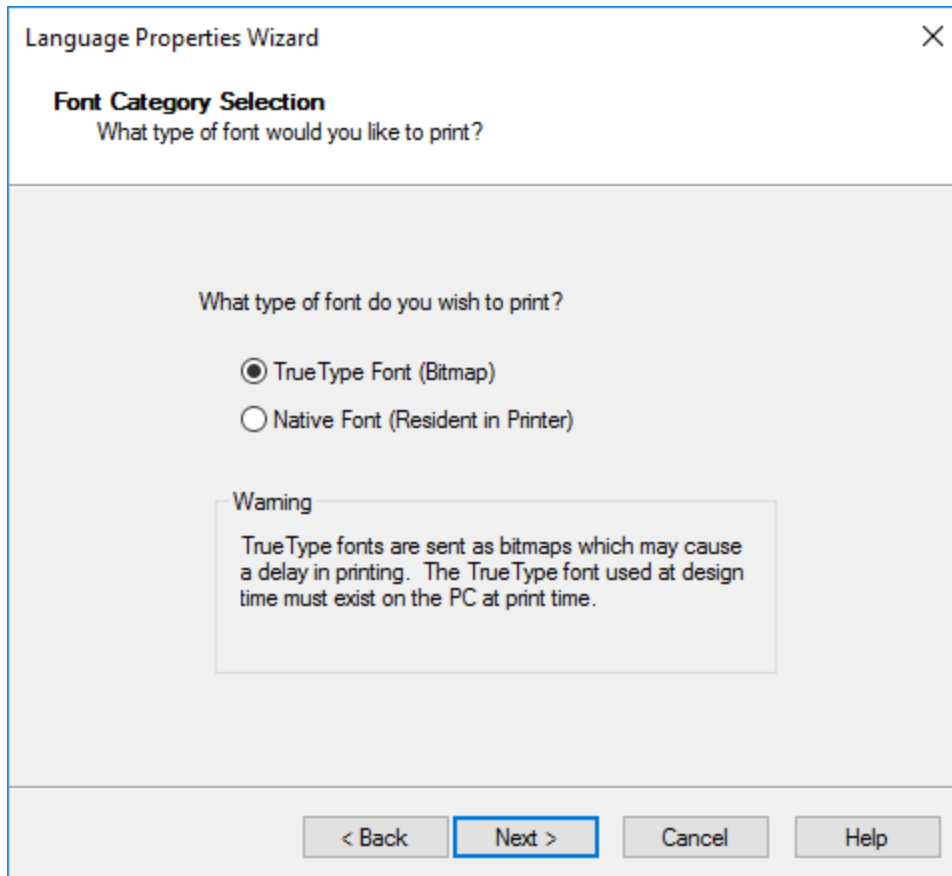 Language Properties Wizard
Font Category Selection
What type of font would you like to print?
What type of font do you wish to print?
TrueType Font (Bitmap)
Native Font (Resident in Printer)
Warning
TrueType fonts are sent as bitmaps which may cause
a delay in printing.  The TrueType font used at design
time must exist on the PC at print time.
< Back Next > Cancel Help